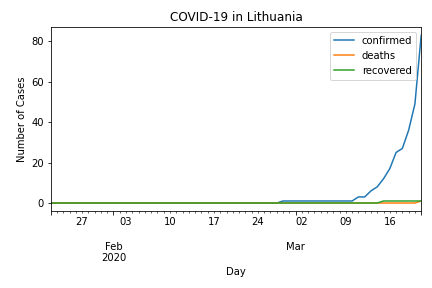 COVID-19 in Lithuania
confirmed
deaths
recovered
Number of Cases
80
60
40
20
0
27 03 10 17 24 02 09 16
Feb Mar
2020
Day